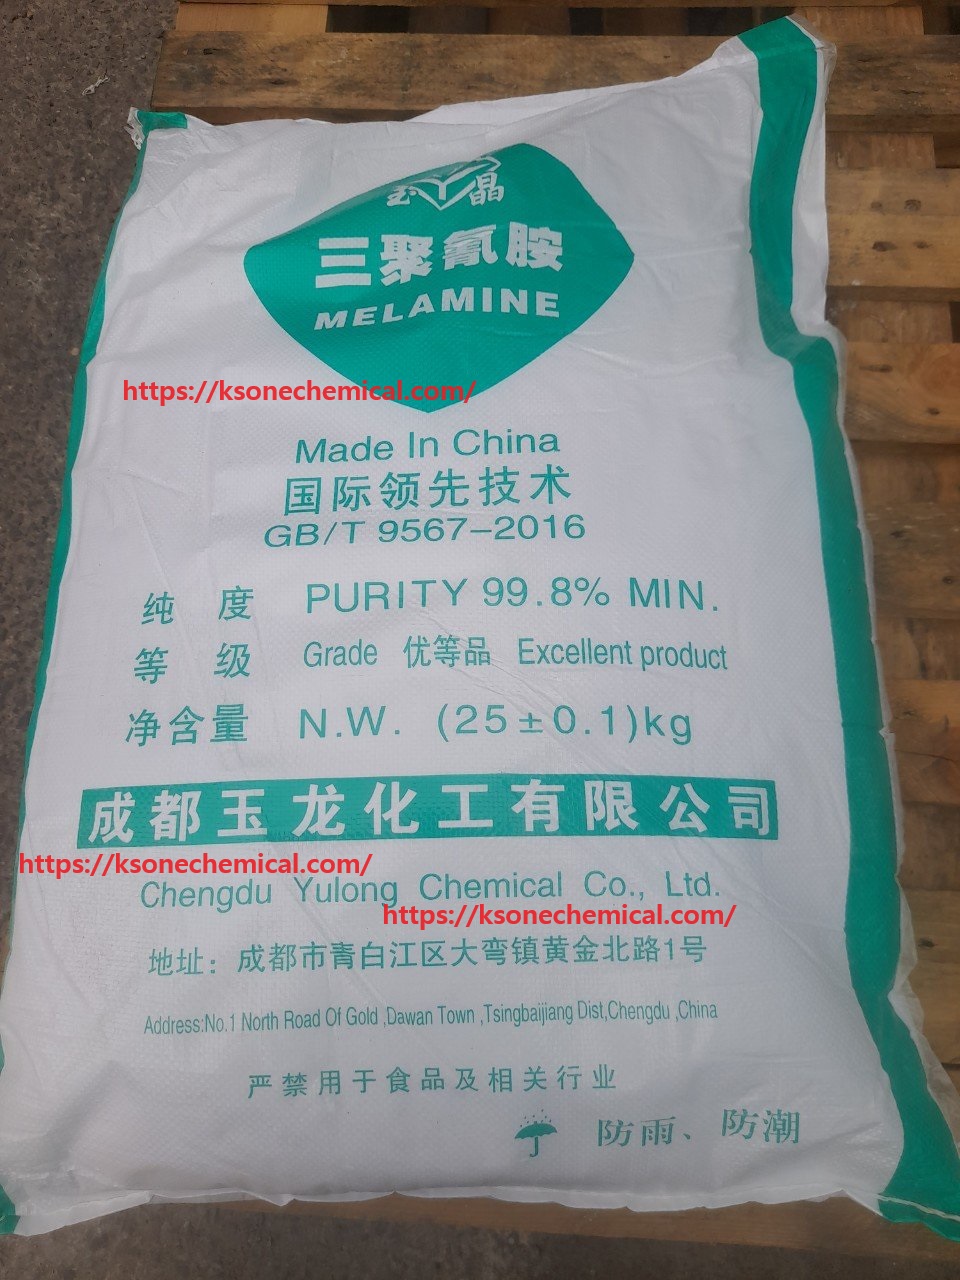 玉晶
三聚氰胺
MELAMINE
https://ksonechemical.com/
Made In China
国际领先技术
GB/T 9567-2016
纯 度 PURITY 99.8% MIN.
等 级 Grade 优等品 Excellent product
净含量 N.W. (25±0.1)kg
成都玉龙化工有限公司
https://ksonechemical.com/
Chengdu Yulong Chemical Co., Ltd.
https://ksonechemical.com/
地址：成都市青白江区大弯镇黄金北路1号
Address:No.1 North Road Of Gold ,Dawan Town ,Tsingbaijiang Dist,Chengdu ,China
严禁用于食品及相关行业
防雨、防潮